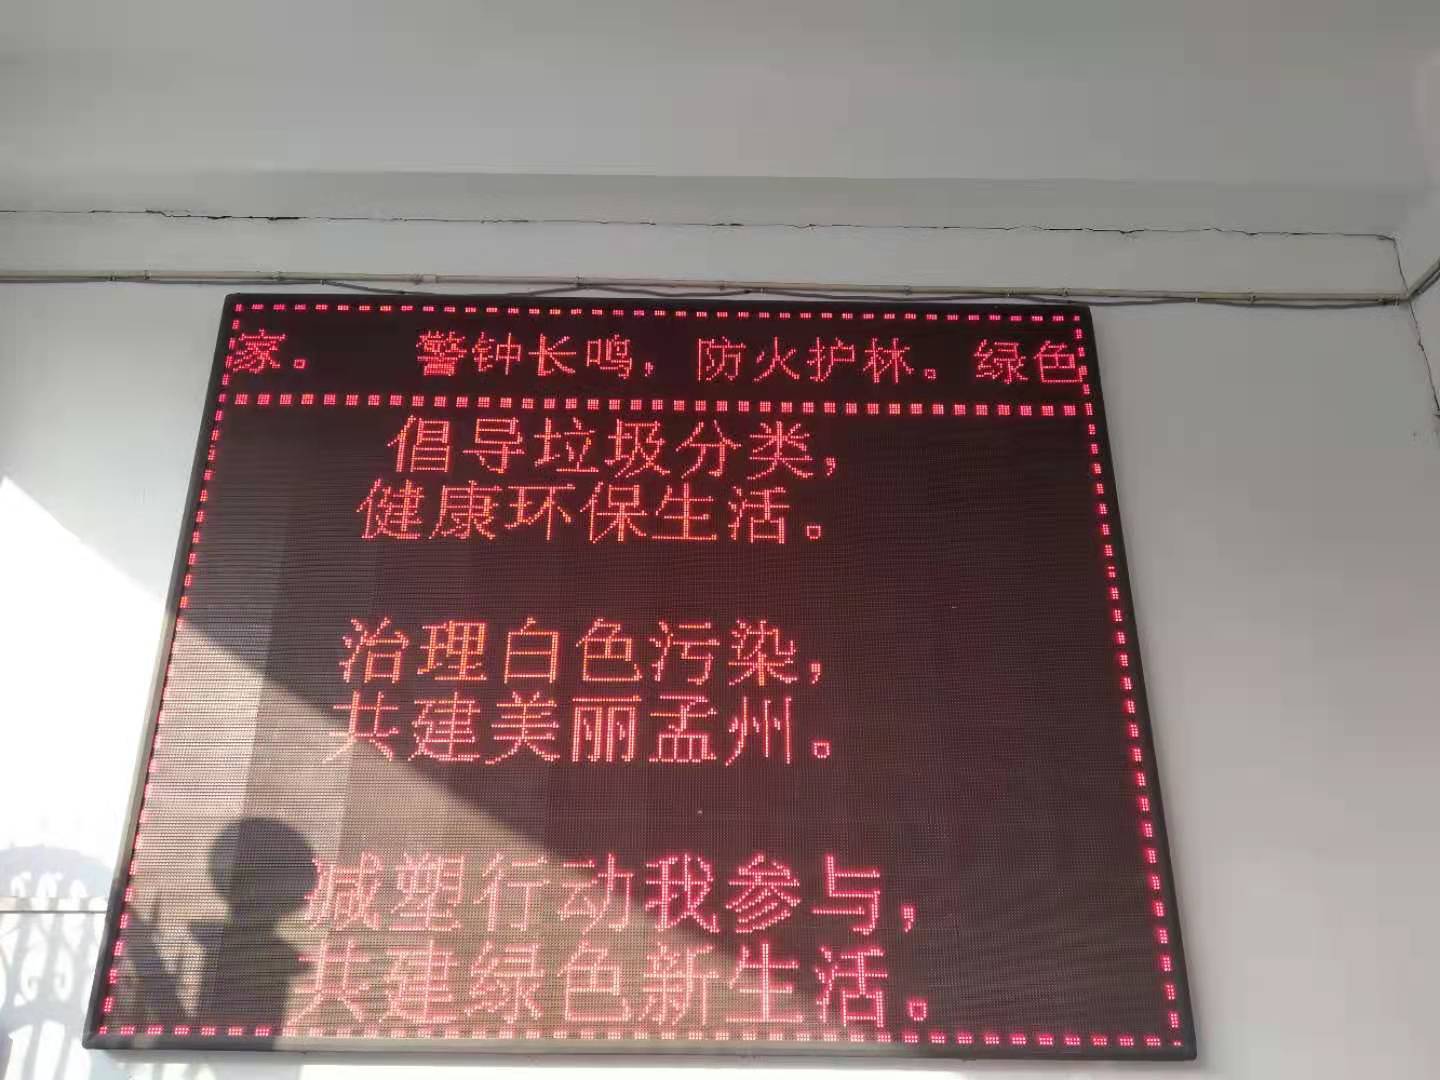 家。 警钟长鸣，防火护林。绿色
倡导垃圾分类，
健康环保生活。
治理白色污染，
共建美丽孟州。
减塑行动我参与，
共建绿色新生活。